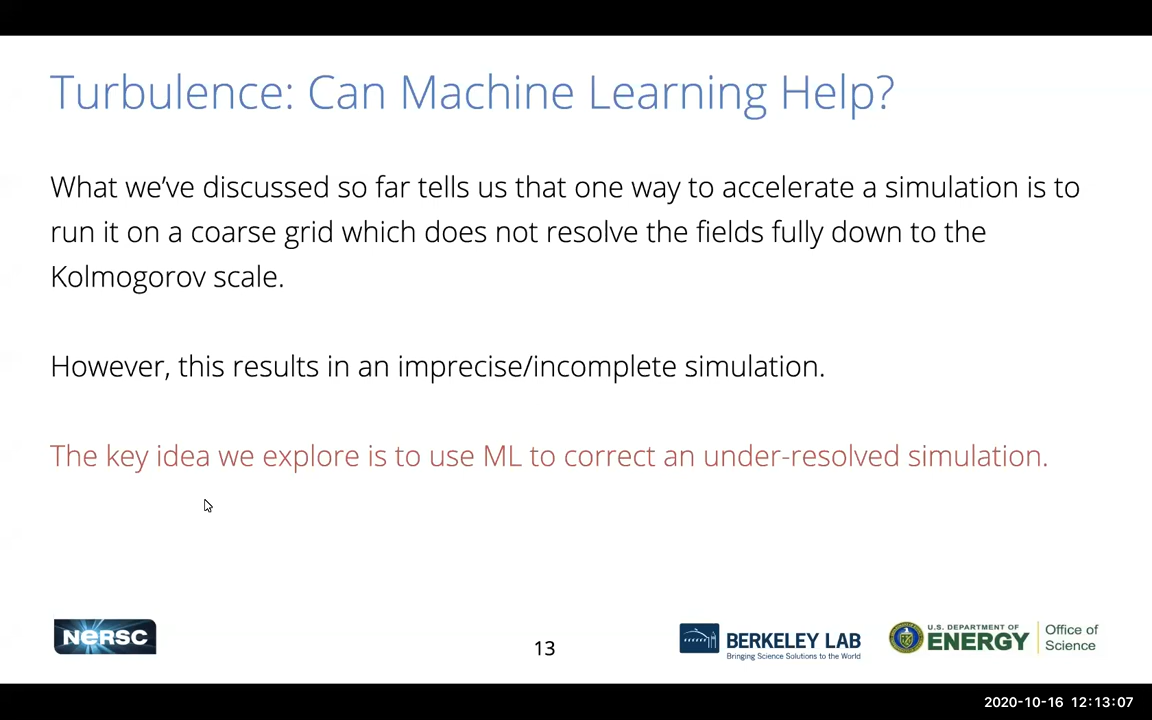 Turbulence: Can Machine Learning Help?
What we’ve discussed so far tells us that one way to accelerate a simulation is to
run it on a coarse grid which does not resolve the fields fully down to the
Kolmogorov scale.
However, this results in an imprecise/incomplete simulation.
The key idea we explore is to use ML to correct an under-resolved simulation.
NERSC
13
BERKELEY LAB
Bringing Science Solutions to the World
U.S. DEPARTMENT OF
ENERGY
Office of
Science
2020-10-16 12:13:07